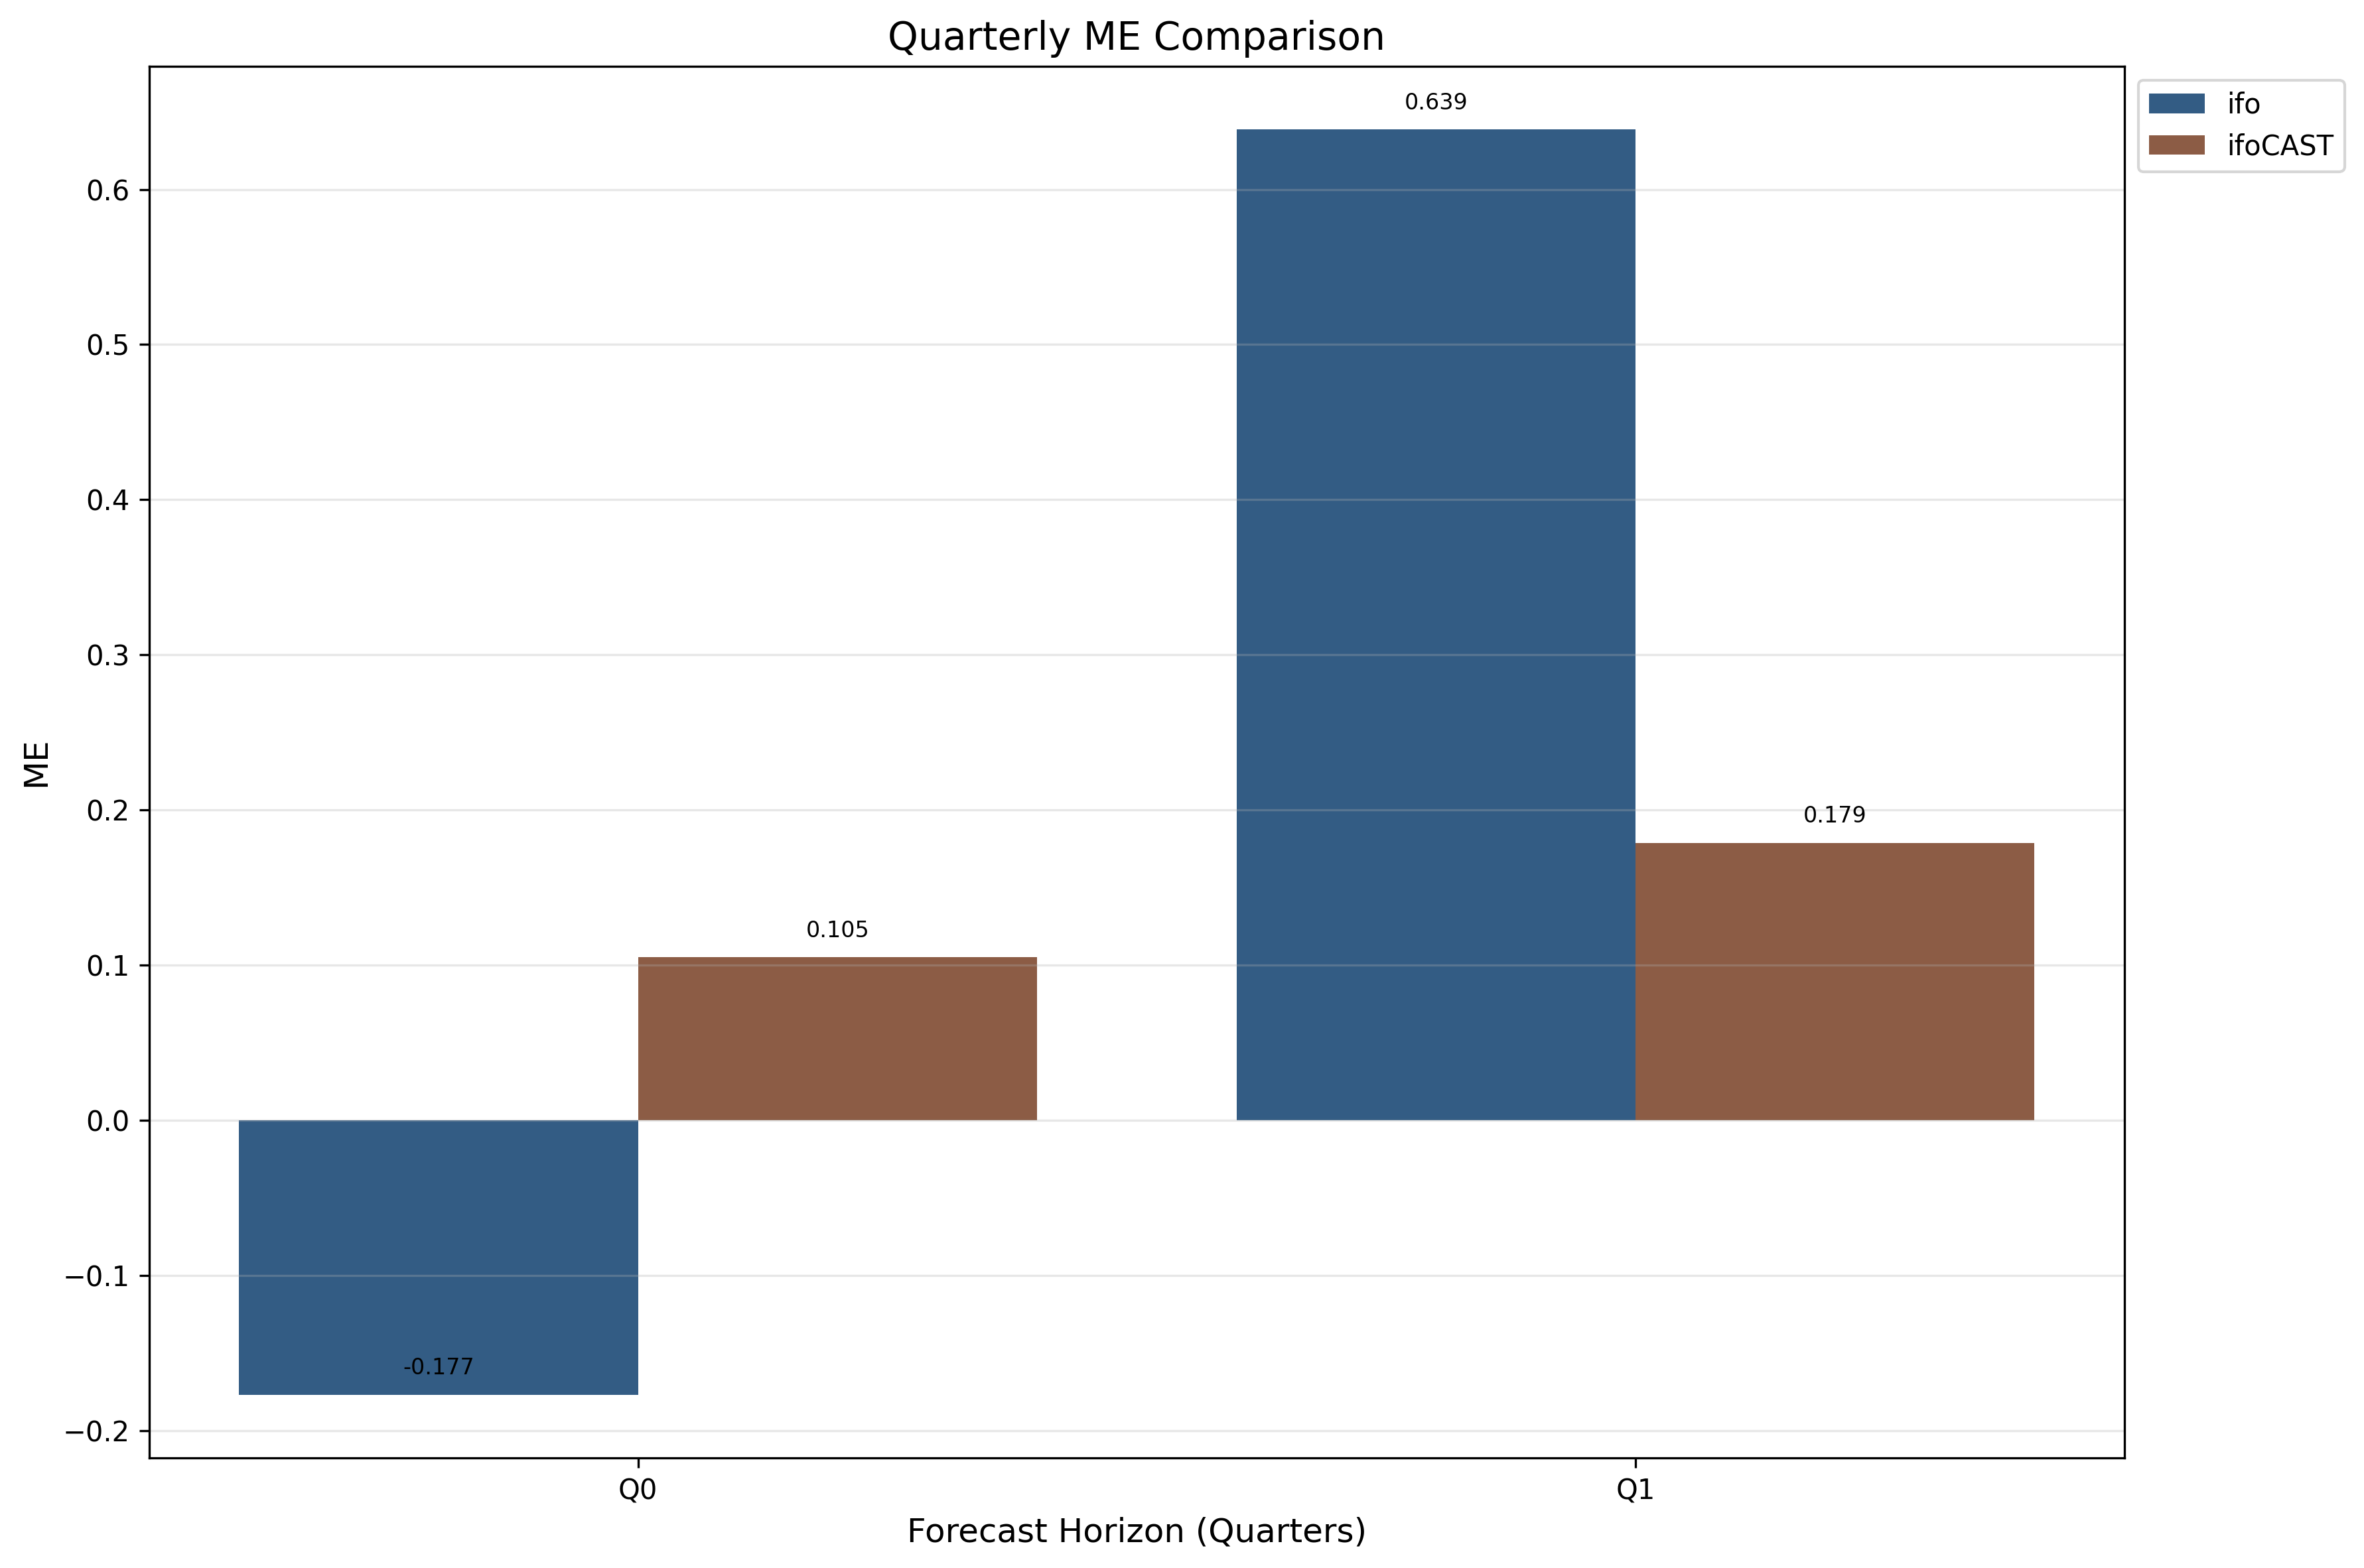 Quarterly ME Comparison
ifo
ifoCAST
ME
0.6
0.5
0.4
0.3
0.2
0.1
0.0
−0.1
−0.2
0.639
0.179
0.105
-0.177
Q0
Q1
Forecast Horizon (Quarters)